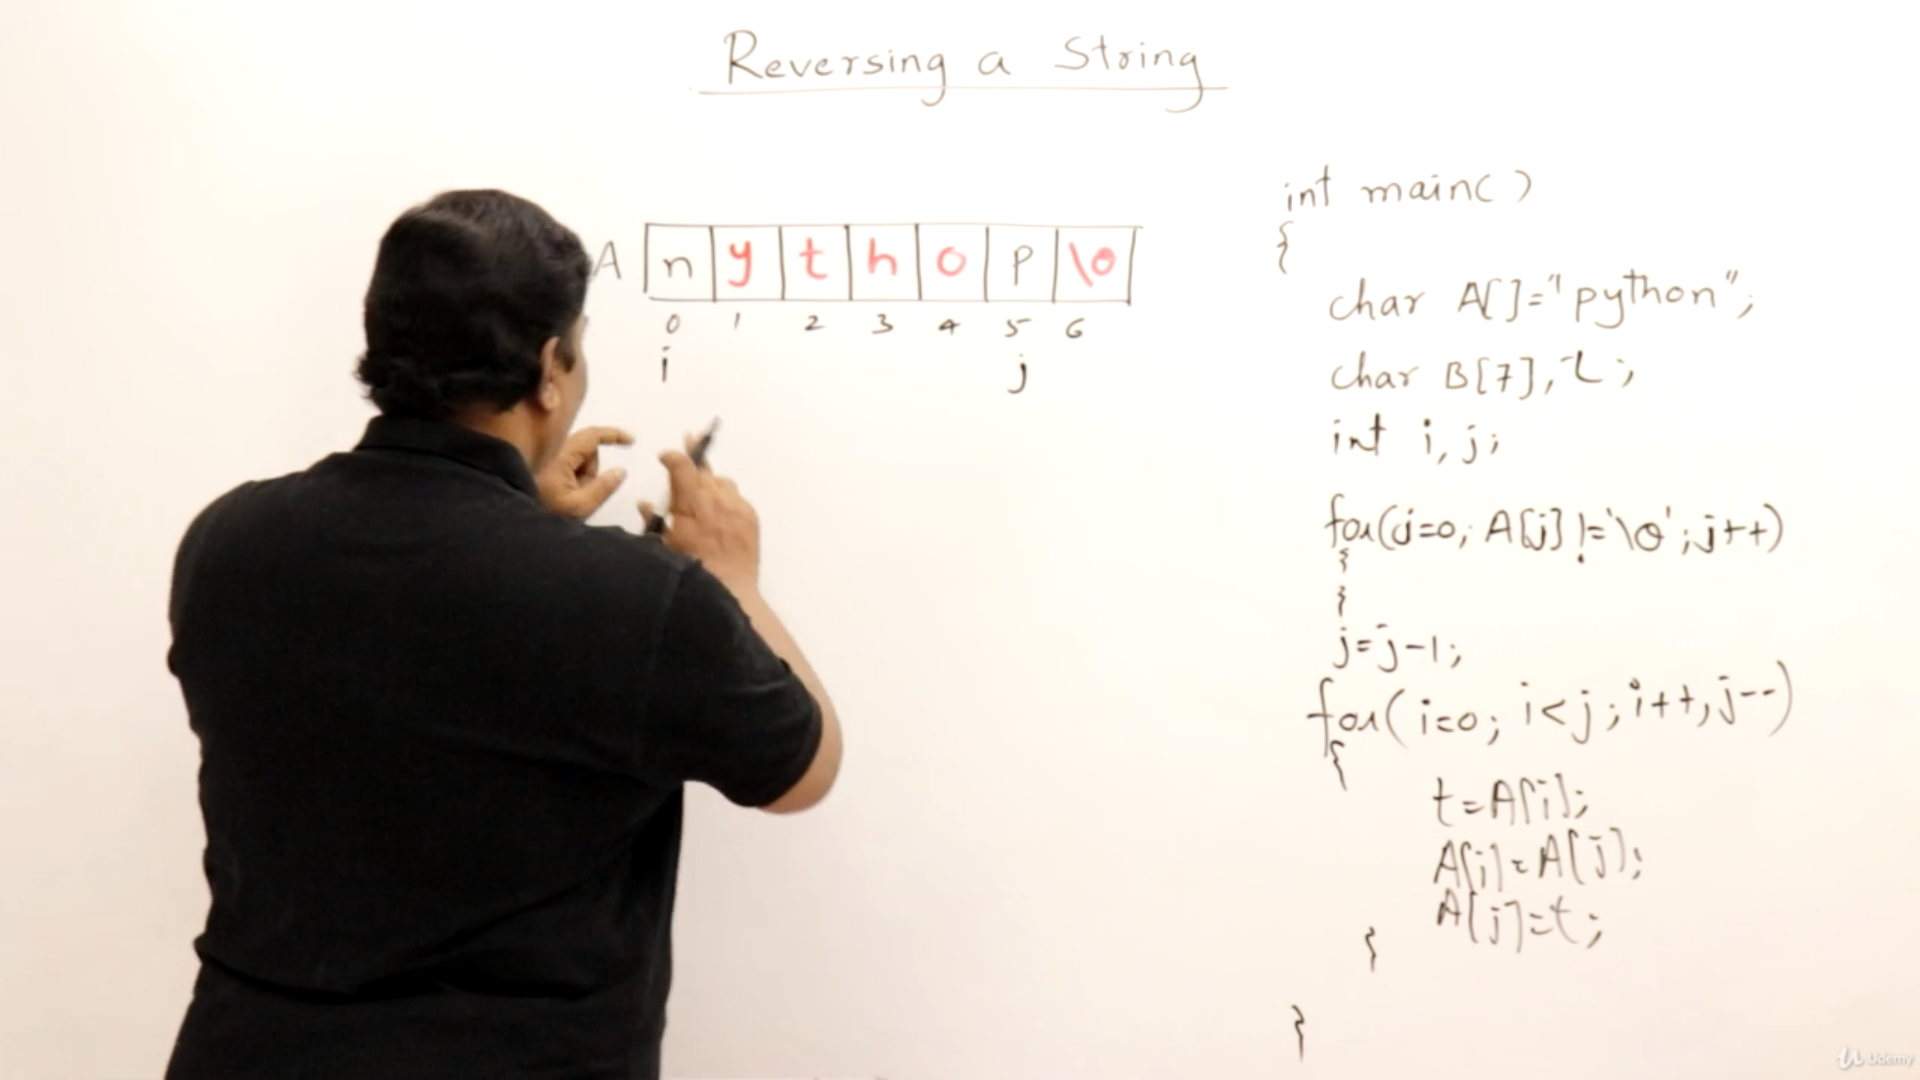 Reversing a String
A n y t h o p \0
0 1 2 3 4 5 6
i j
int main()
{
char A[]="python";
char B[7],t;
int i,j;
for(j=0; A[j]!='\0';j++)
{
}
j=j-1;
for(i=0; i<j;i++,j--)
{
t=A[i];
A[i]=A[j];
A[j]=t;
}
}
Udemy